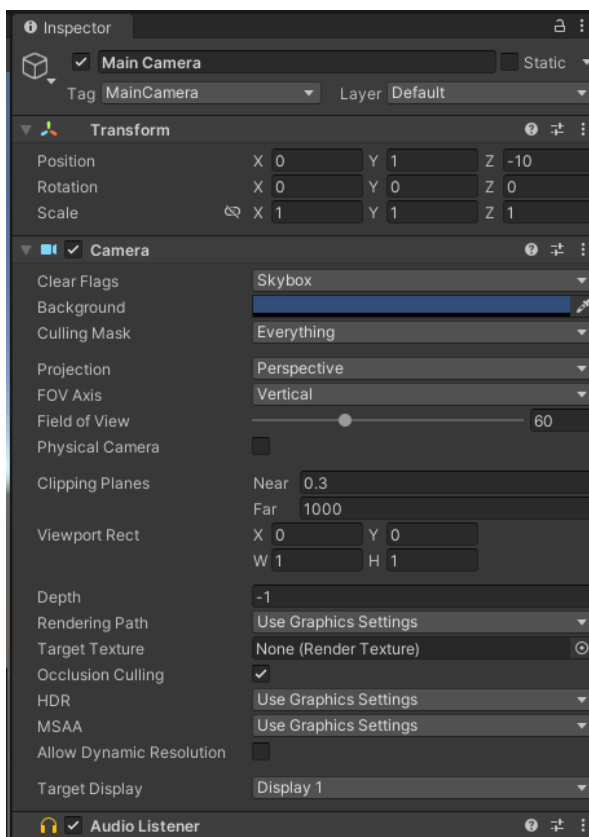 Inspector
Main Camera Static
Tag MainCamera Layer Default
Transform
Position X 0 Y 1 Z -10
Rotation X 0 Y 0 Z 0
Scale X 1 Y 1 Z 1
Camera
Clear Flags Skybox
Background
Culling Mask Everything
Projection Perspective
FOV Axis Vertical
Field of View 60
Physical Camera
Clipping Planes Near 0.3
Far 1000
Viewport Rect X 0 Y 0
W 1 H 1
Depth -1
Rendering Path Use Graphics Settings
Target Texture None (Render Texture)
Occlusion Culling
HDR Use Graphics Settings
MSAA Use Graphics Settings
Allow Dynamic Resolution
Target Display Display 1
Audio Listener